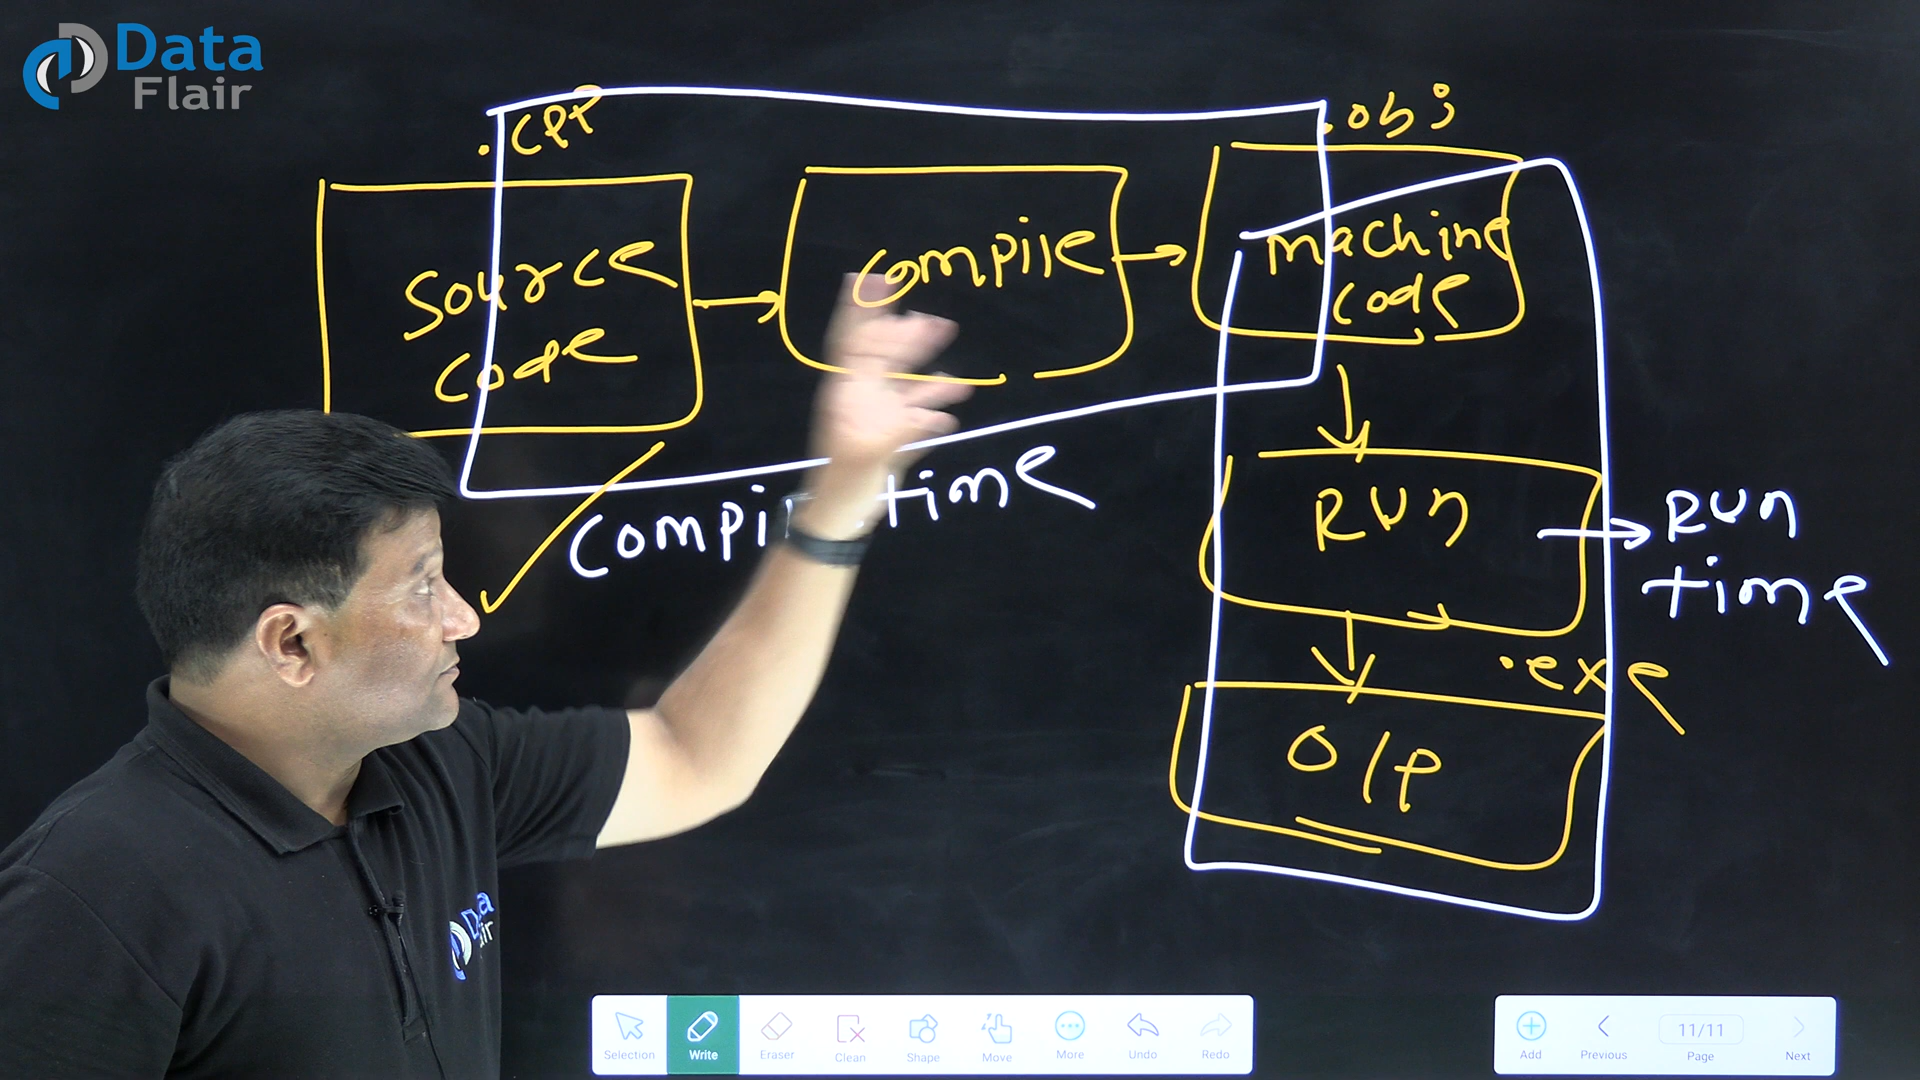 Data
Flair
.CPP
.obj
Source
Code
Compile
machine
code
Compile time
Run
Run
time
.exe
O/P
Selection
Write
Eraser
Clean
Shape
Move
More
Undo
Redo
Add
Previous
11/11
Page
Next